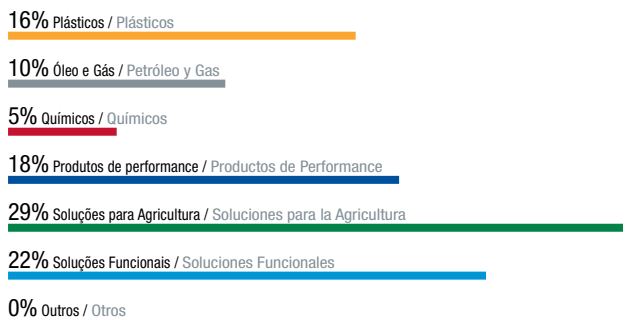 16% Plásticos / Plásticos
10% Óleo e Gás / Petróleo y Gas
5% Químicos / Químicos
18% Produtos de performance / Productos de Performance
29% Soluções para Agricultura / Soluciones para la Agricultura
22% Soluções Funcionais / Soluciones Funcionales
0% Outros / Otros